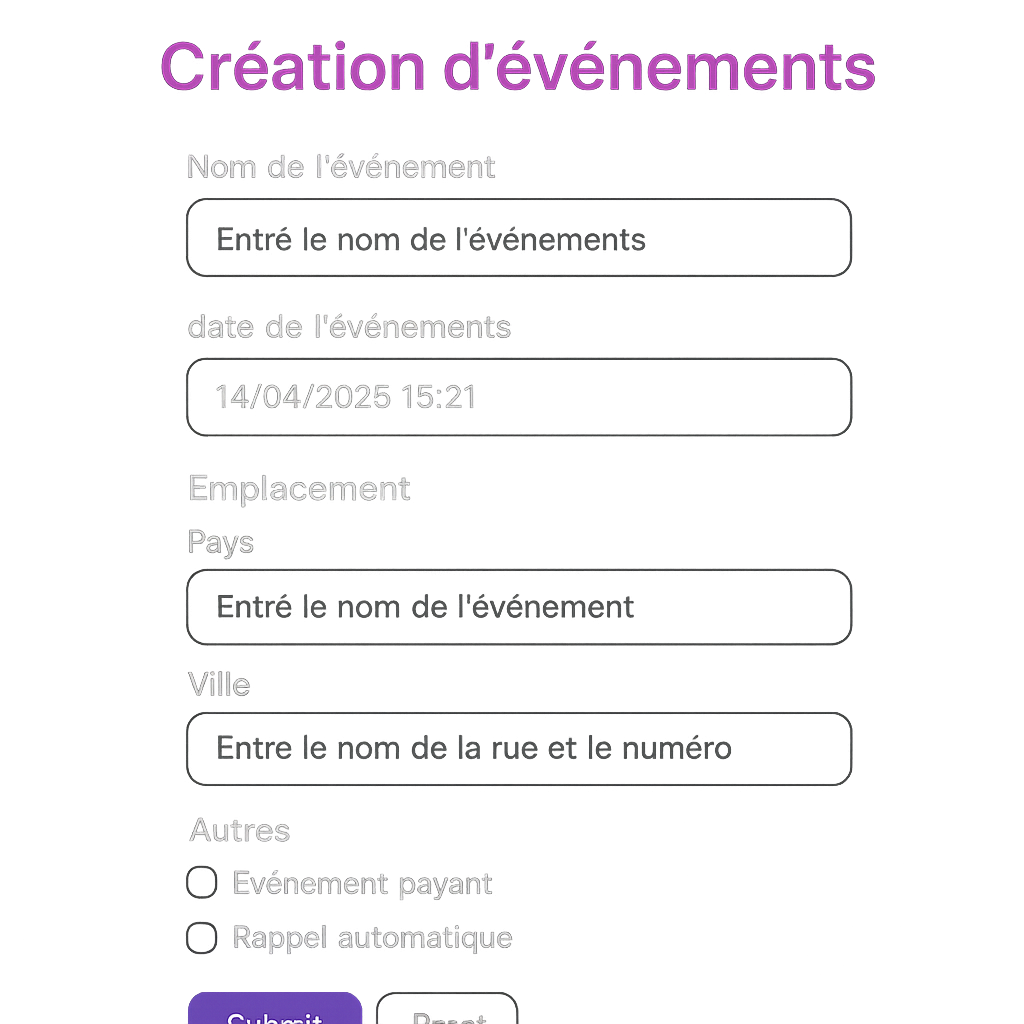 Création d'événements
Nom de l'événement
Entré le nom de l'événements
date de l'événements
14/04/2025 15:21
Emplacement
Pays
Entré le nom de l'événement
Ville
Entre le nom de la rue et le numéro
Autres
Evénement payant
Rappel automatique
Submit Reset